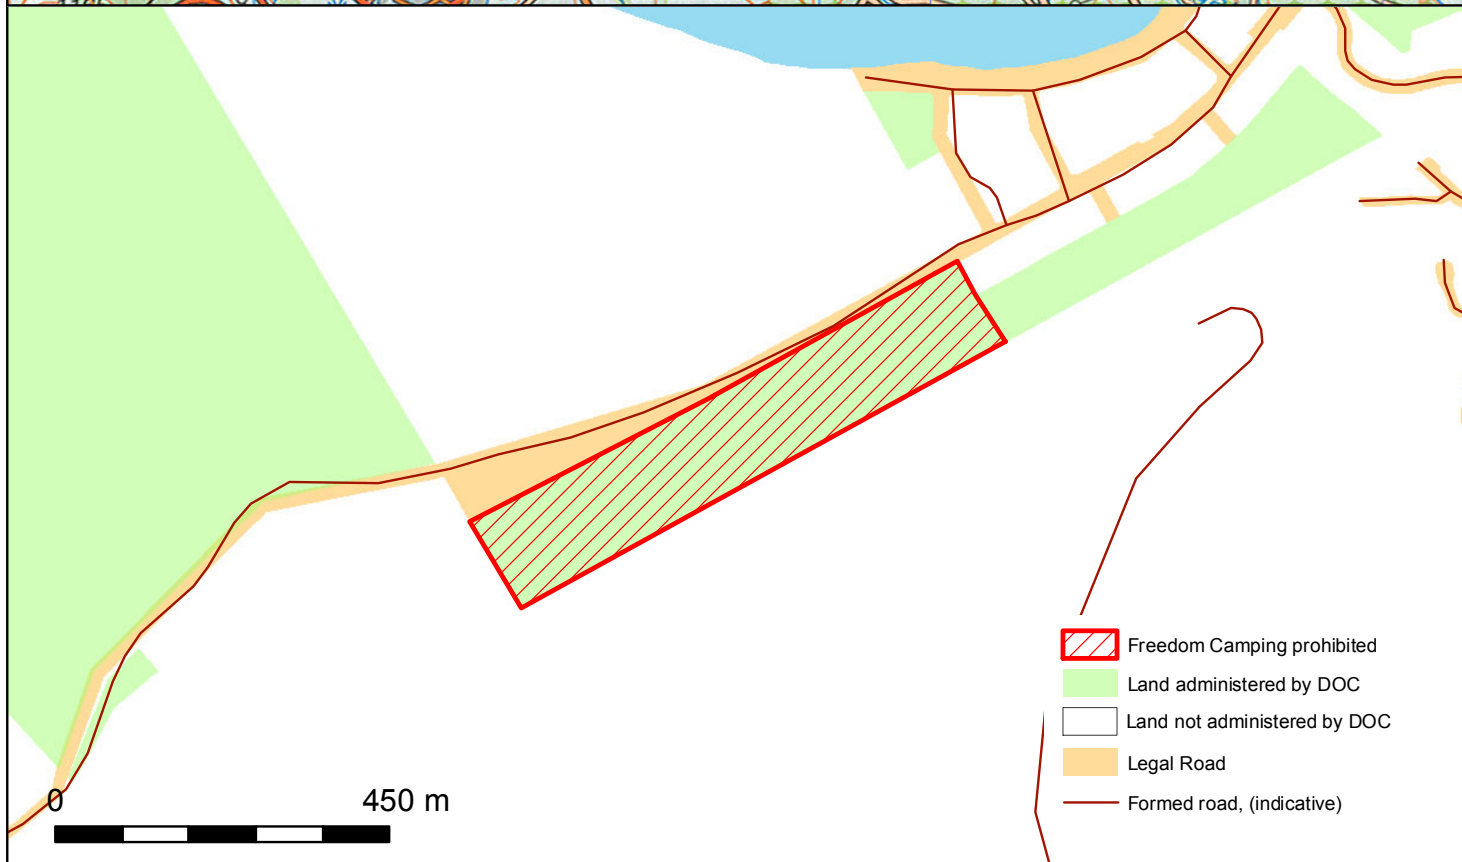 Freedom Camping prohibited
Land administered by DOC
Land not administered by DOC
Legal Road
Formed road, (indicative)
0 450 m